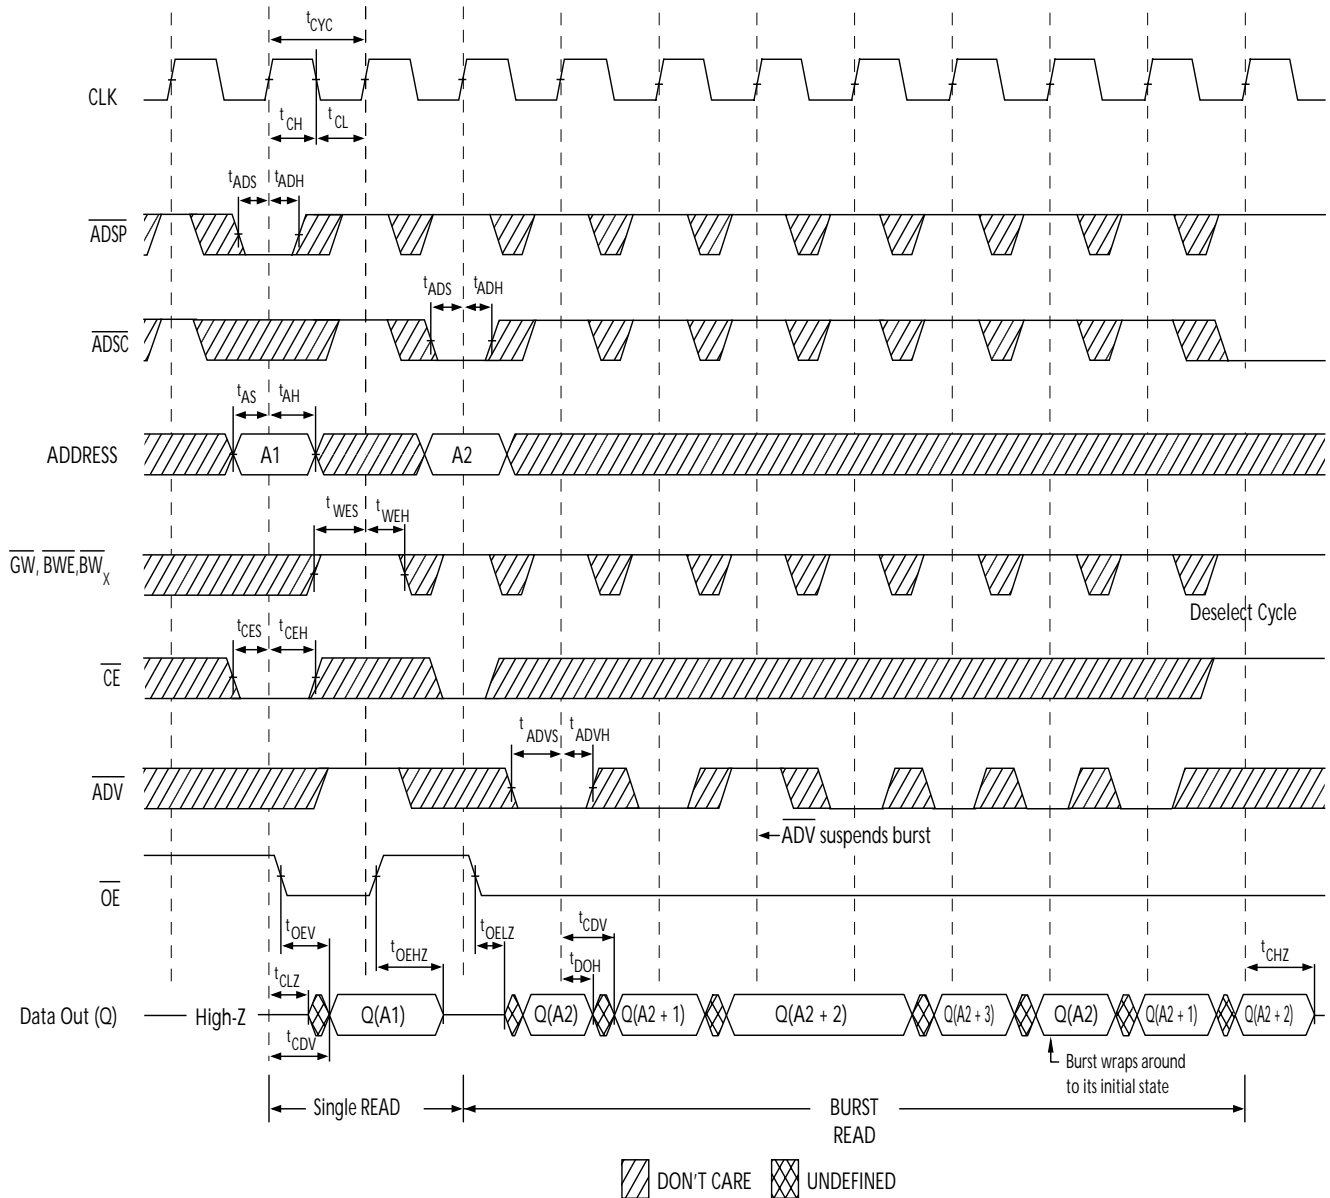 tCYC
CLK
tCH
tCL
tADS
tADH
ADSP
tADS
tADH
ADSC
tAS
tAH
ADDRESS
A1
A2
tWES
tWEH
GW, BWE,BWX
Deselect Cycle
tCES
tCEH
CE
tADVS
tADVH
ADV
ADV suspends burst
OE
tOEV
tOEHZ
tOELZ
tCDV
tDOH
tCLZ
tCHZ
Data Out (Q)
High-Z
Q(A1)
Q(A2)
Q(A2 + 1)
Q(A2 + 2)
Q(A2 + 3)
Q(A2)
Q(A2 + 1)
Q(A2 + 2)
tCDV
Burst wraps around
to its initial state
Single READ
BURST
READ
DON'T CARE
UNDEFINED